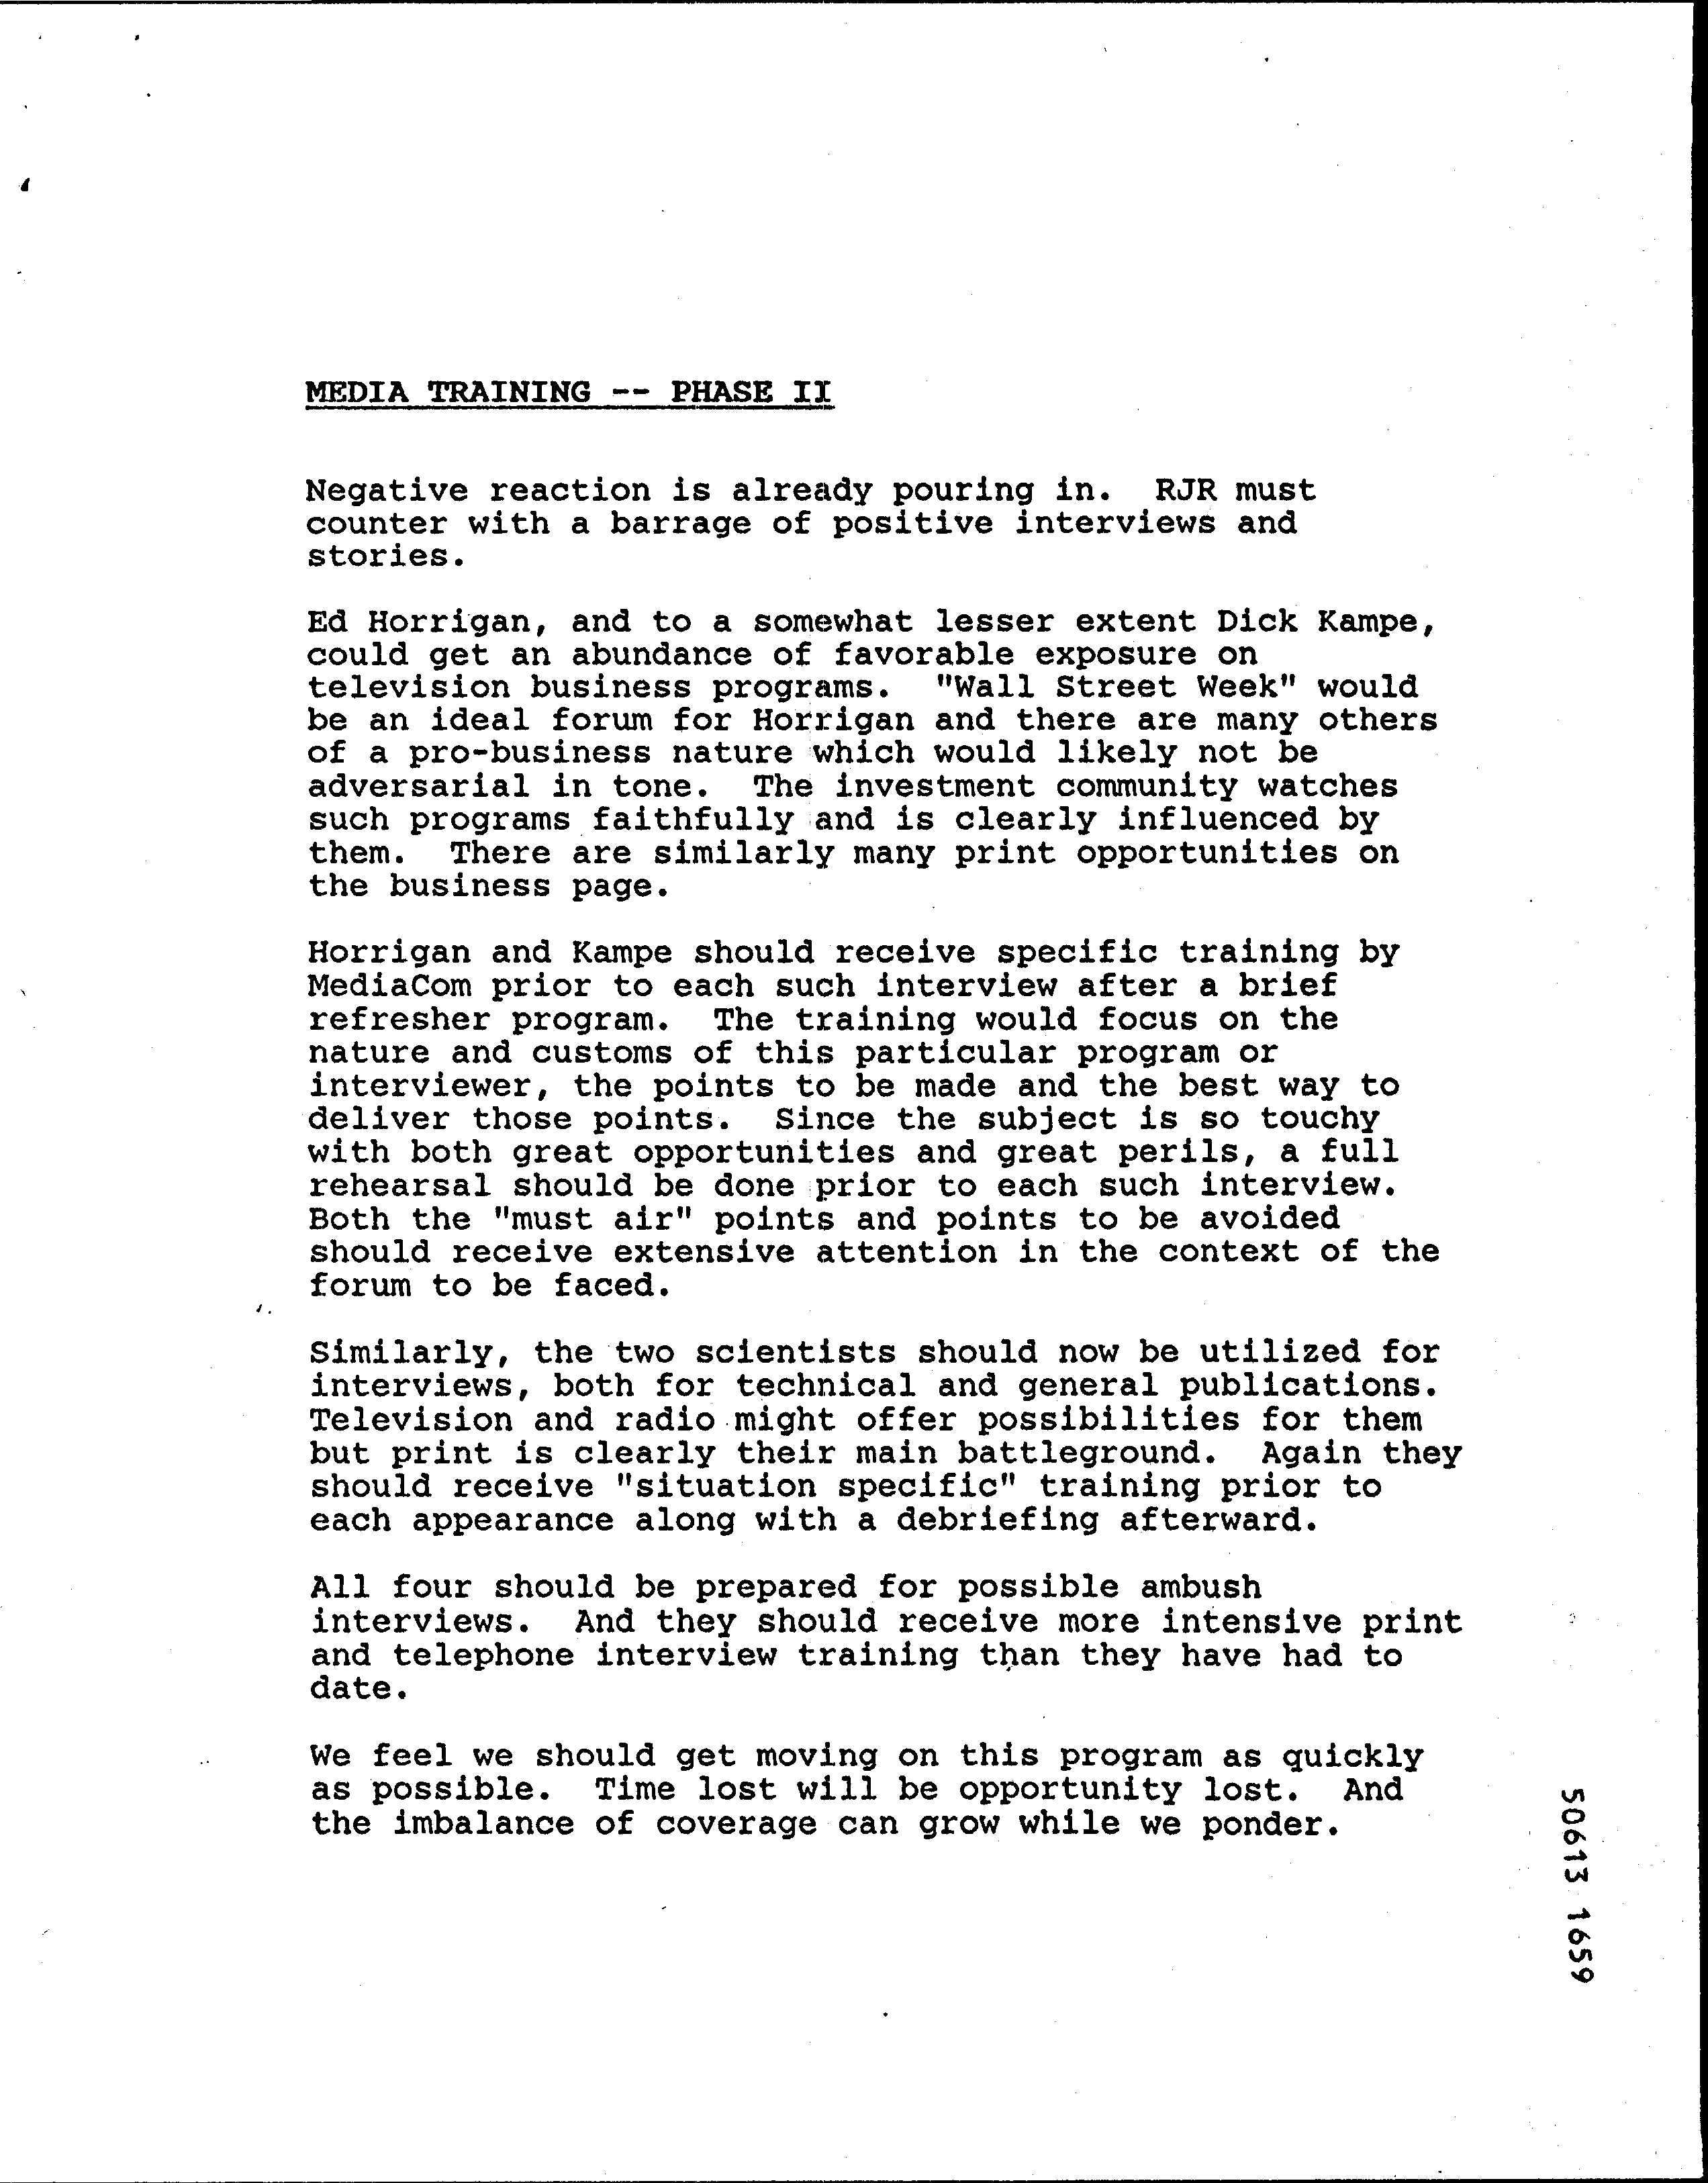 MEDIA TRAINING -- PHASE II
Negative reaction is already pouring in.  RJR must
counter with a barrage of positive interviews and
stories.
Ed Horrigan, and to a somewhat lesser extent Dick Kampe,
could get an abundance of favorable exposure on
television business programs.  "Wall Street Week" would
be an ideal forum for Horrigan and there are many others
of a pro-business nature which would likely not be
adversarial in tone.  The investment community watches
such programs faithfully and is clearly influenced by
them.  There are similarly many print opportunities on
the business page.
Horrigan and Kampe should receive specific training by
MediaCom prior to each such interview after a brief
refresher program.  The training would focus on the
nature and customs of this particular program or
interviewer, the points to be made and the best way to
deliver those points.  Since the subject is so touchy
with both great opportunities and great perils, a full
rehearsal should be done prior to each such interview.
Both the "must air" points and points to be avoided
should receive extensive attention in the context of the
forum to be faced.
Similarly, the two scientists should now be utilized for
interviews, both for technical and general publications.
Television and radio might offer possibilities for them
but print is clearly their main battleground.  Again they
should receive "situation specific" training prior to
each appearance along with a debriefing afterward.
All four should be prepared for possible ambush
interviews.  And they should receive more intensive print
and telephone interview training than they have had to
date.
We feel we should get moving on this program as quickly
as possible.  Time lost will be opportunity lost.  And
the imbalance of coverage can grow while we ponder.
50613 1659